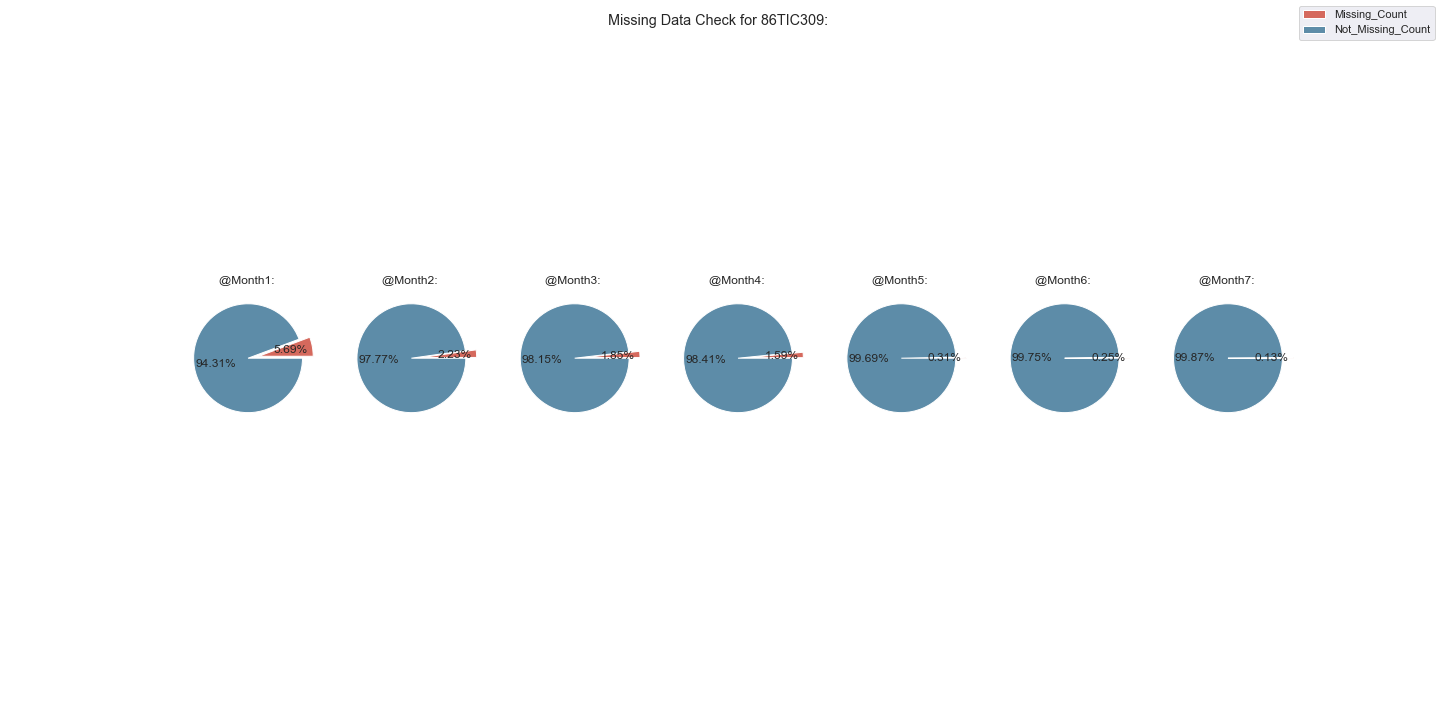 Missing Data Check for 86TIC309:
Missing_Count
Not_Missing_Count
@Month1:
94.31%
5.69%
@Month2:
97.77%
2.23%
@Month3:
98.15%
1.85%
@Month4:
98.41%
1.59%
@Month5:
99.69%
0.31%
@Month6:
99.75%
0.25%
@Month7:
99.87%
0.13%